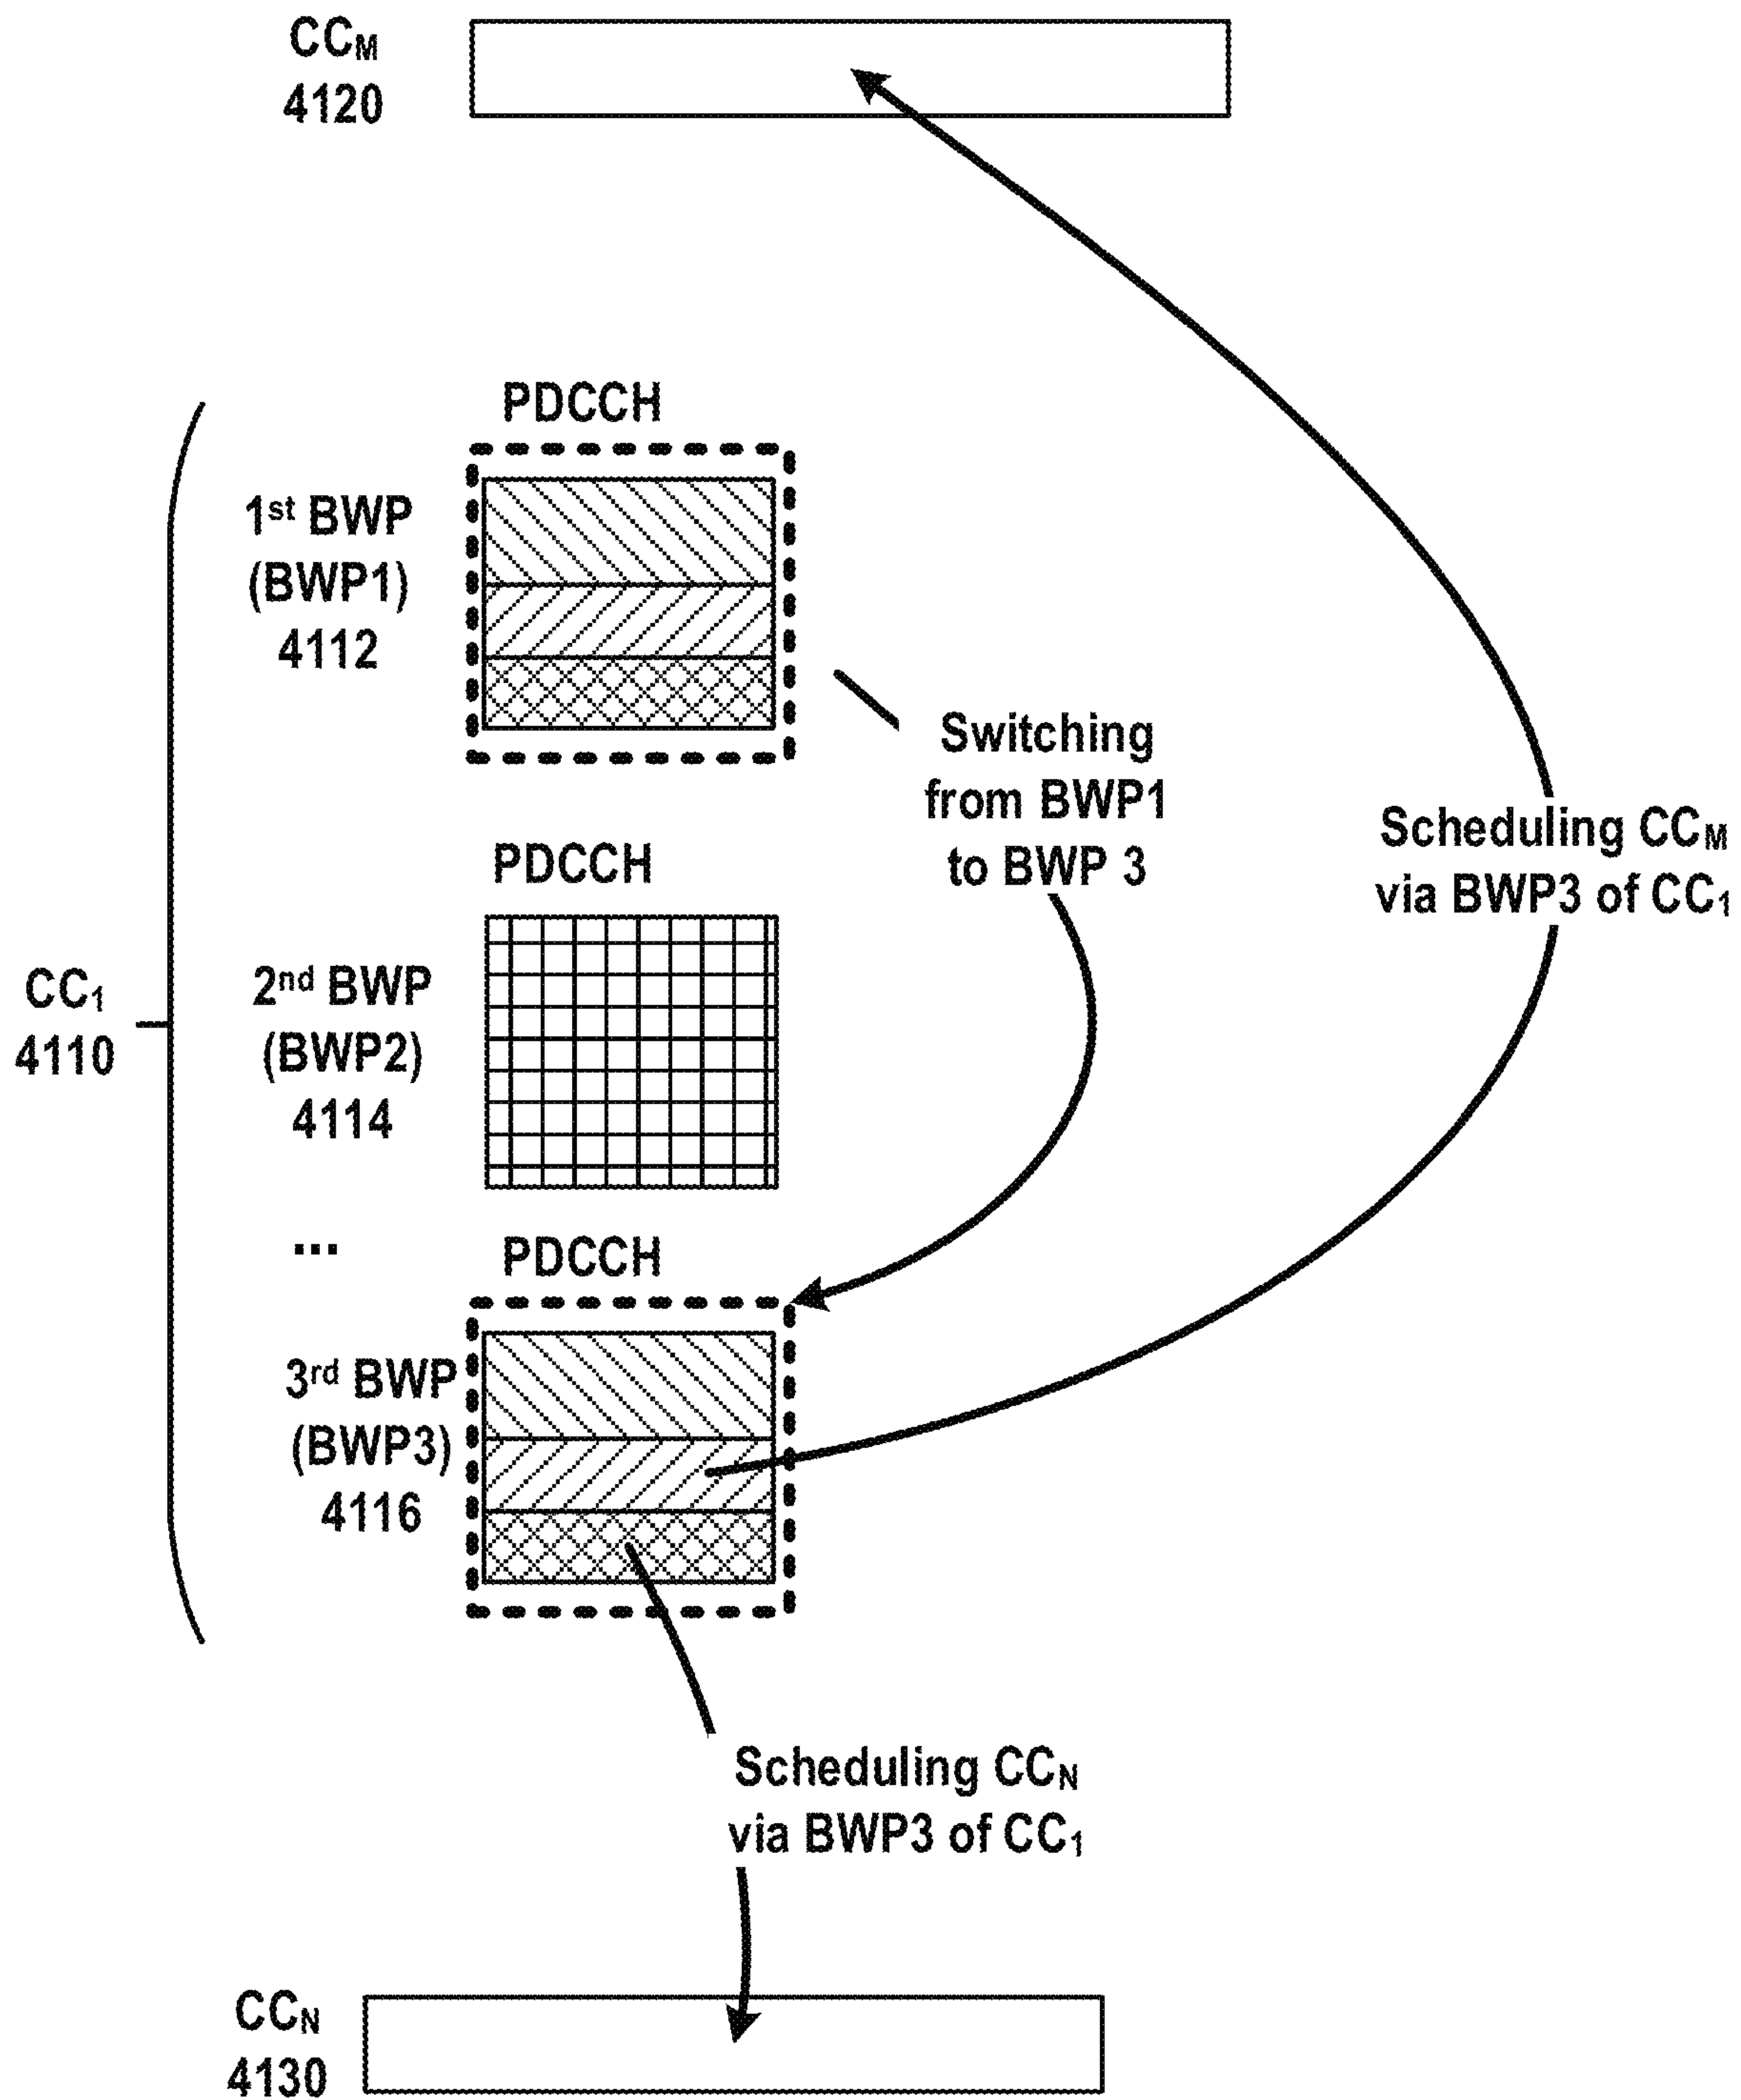 CCM
4120
PDCCH
1st BWP
(BWP1)
4112
Switching
from BWP1
to BWP 3
Scheduling CCM
via BWP3 of CC1
PDCCH
CC1
4110
2nd BWP
(BWP2)
4114
...
PDCCH
3rd BWP
(BWP3)
4116
Scheduling CCN
via BWP3 of CC1
CCN
4130